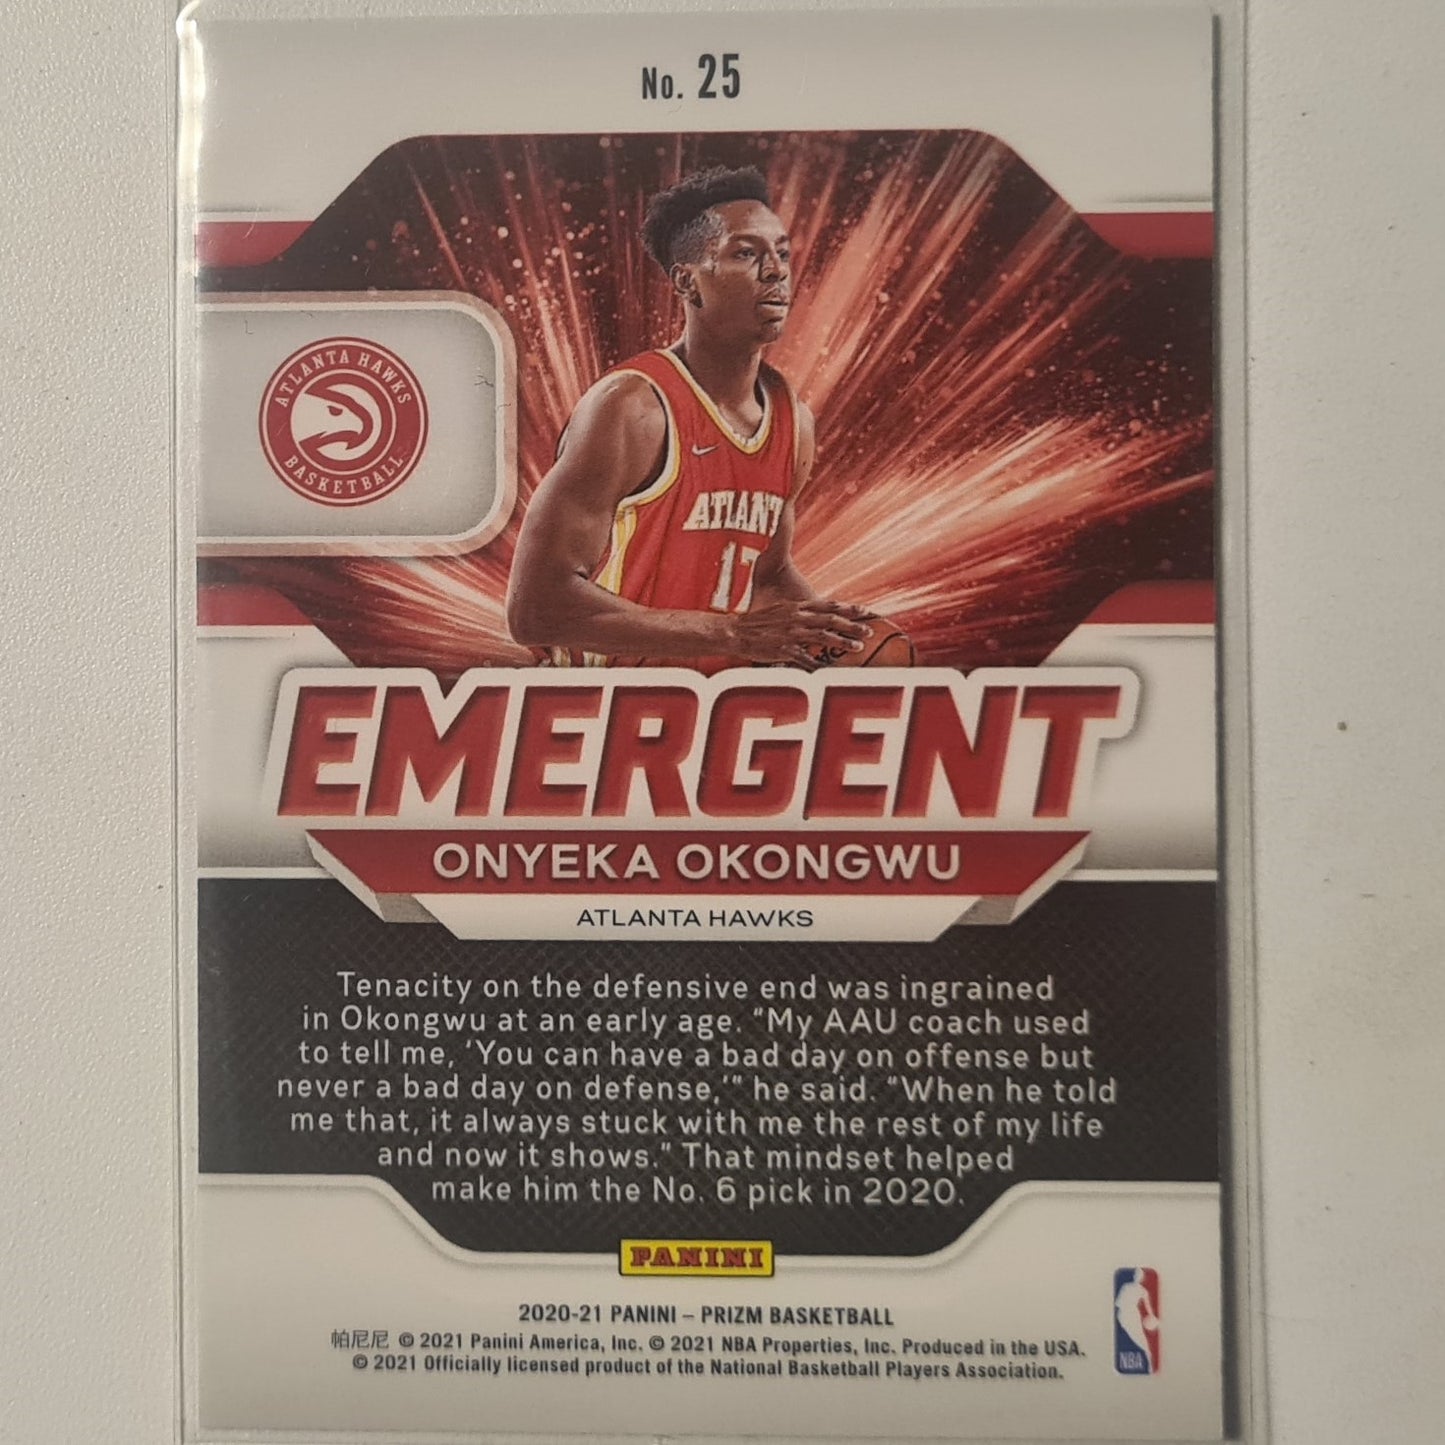 No. 25
ATLANTA HAWKS
BASKETBALL
ATLANT
17
EMERGENT
ONYEKA OKONGWU
ATLANTA HAWKS
Tenacity on the defensive end was ingrained
in Okongwu at an early age. "My AAU coach used
to tell me, 'You can have a bad day on offense but
never a bad day on defense,'" he said. "When he told
me that, it always stuck with me the rest of my life
and now it shows." That mindset helped
make him the No. 6 pick in 2020.
PANINI
2020-21 PANINI – PRIZM BASKETBALL
帕尼尼 © 2021 Panini America, Inc. © 2021 NBA Properties, Inc. Produced in the USA.
© 2021 Officially licensed product of the National Basketball Players Association.
NBA